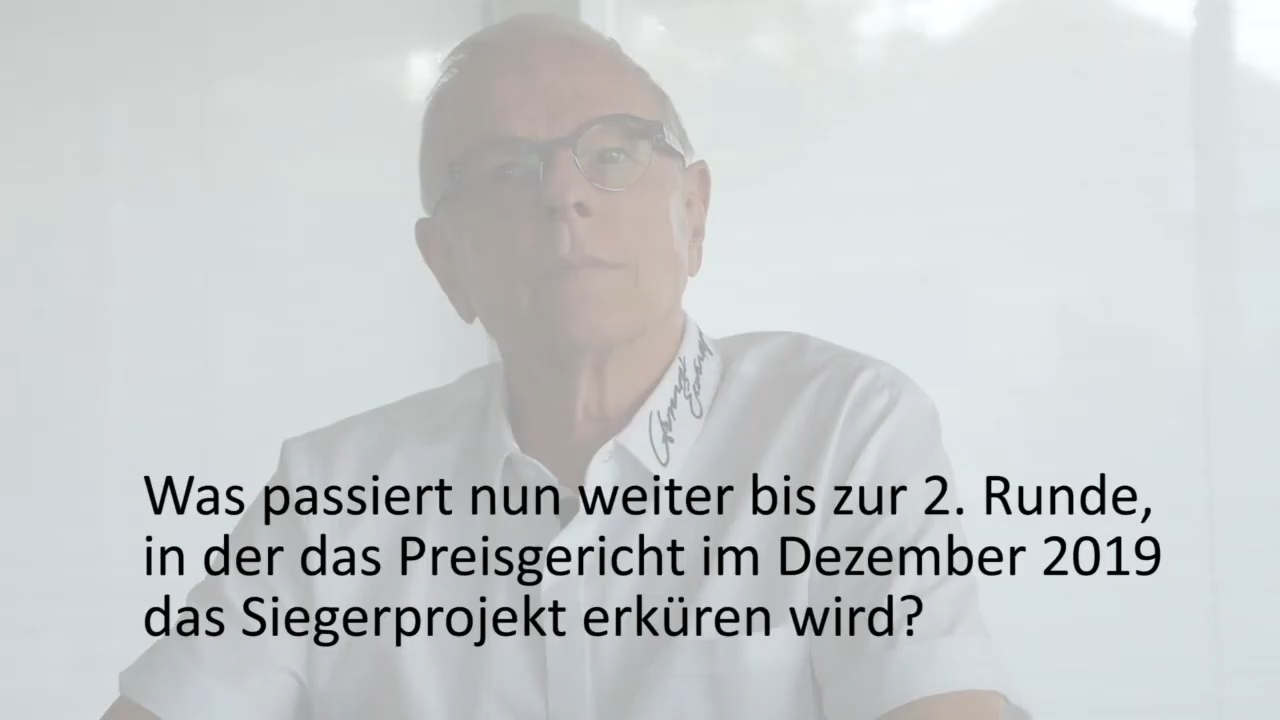 Was passiert nun weiter bis zur 2. Runde,
in der das Preisgericht im Dezember 2019
das Siegerprojekt erküren wird?